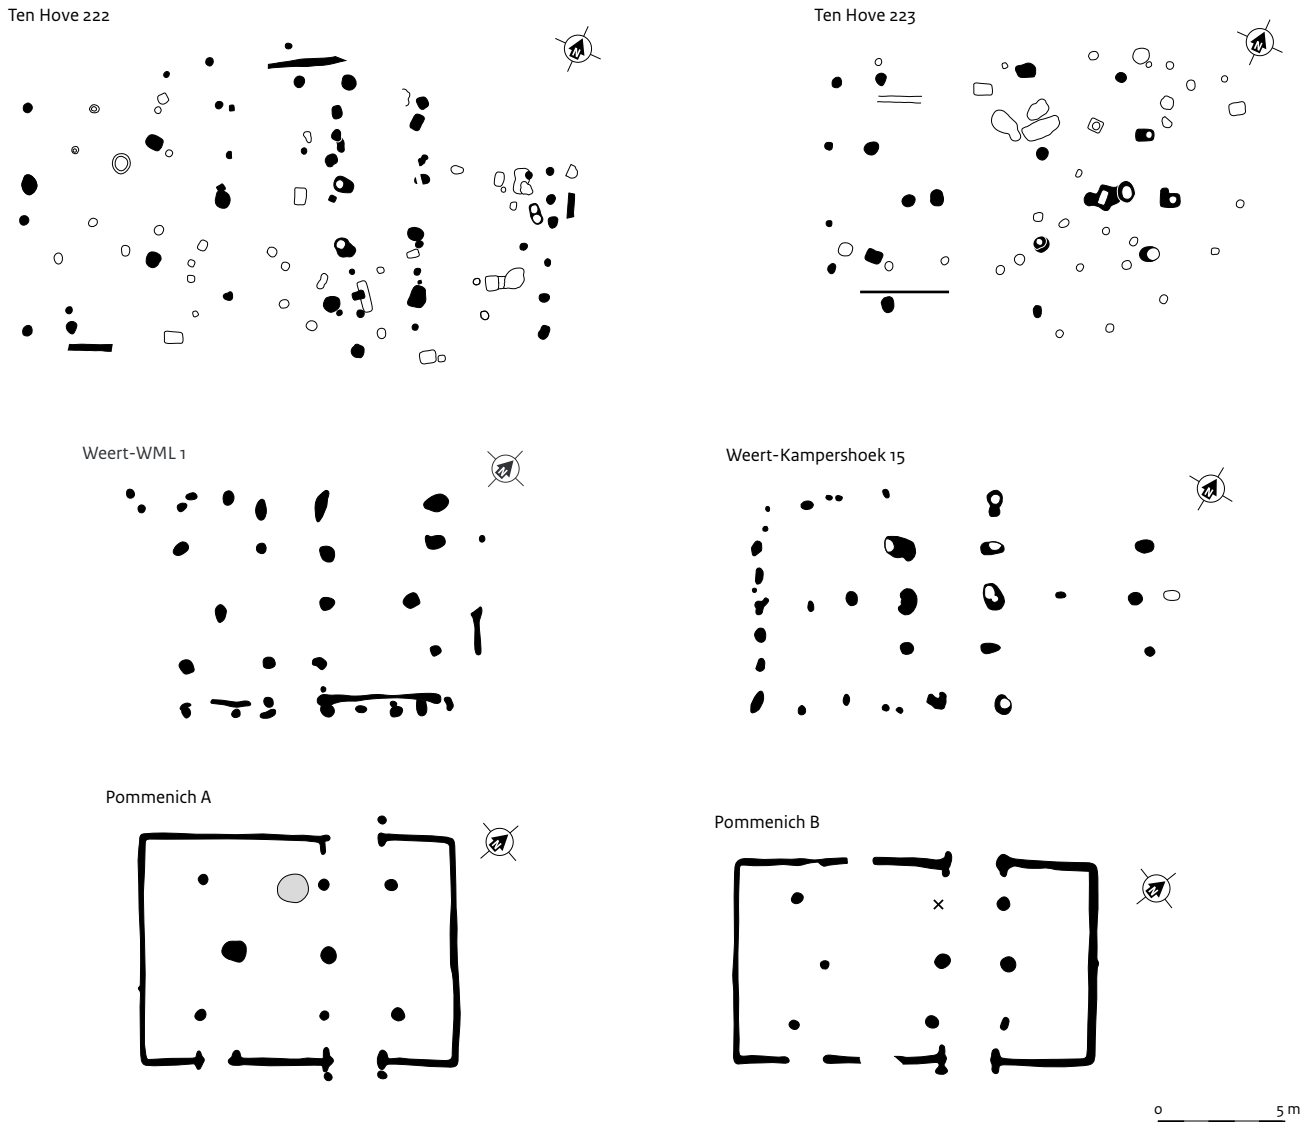 Ten Hove 222
Ten Hove 223
N
N
Weert-WML 1
Weert-Kampershoek 15
N
N
Pommenich A
Pommenich B
N
N
0 5 m